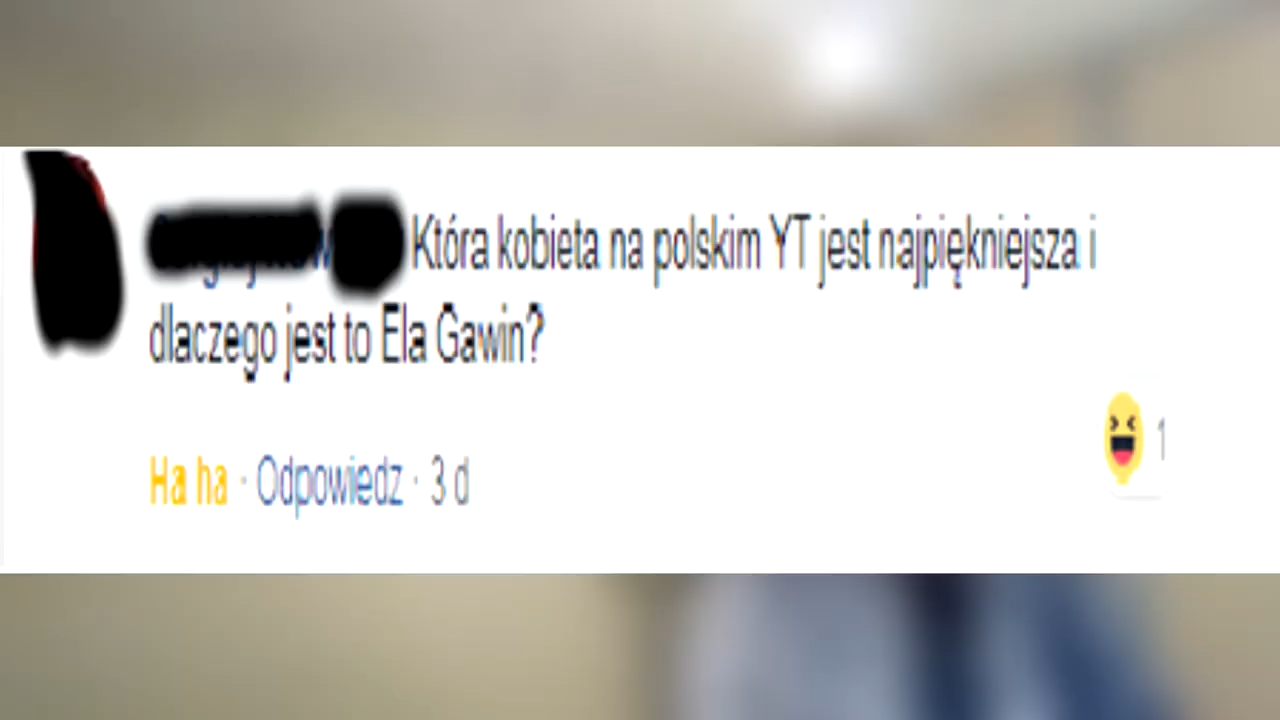 Która kobieta na polskim YT jest najpiękniejsza i
dlaczego jest to Ela Gawin?
1
Ha ha · Odpowiedz · 3 d